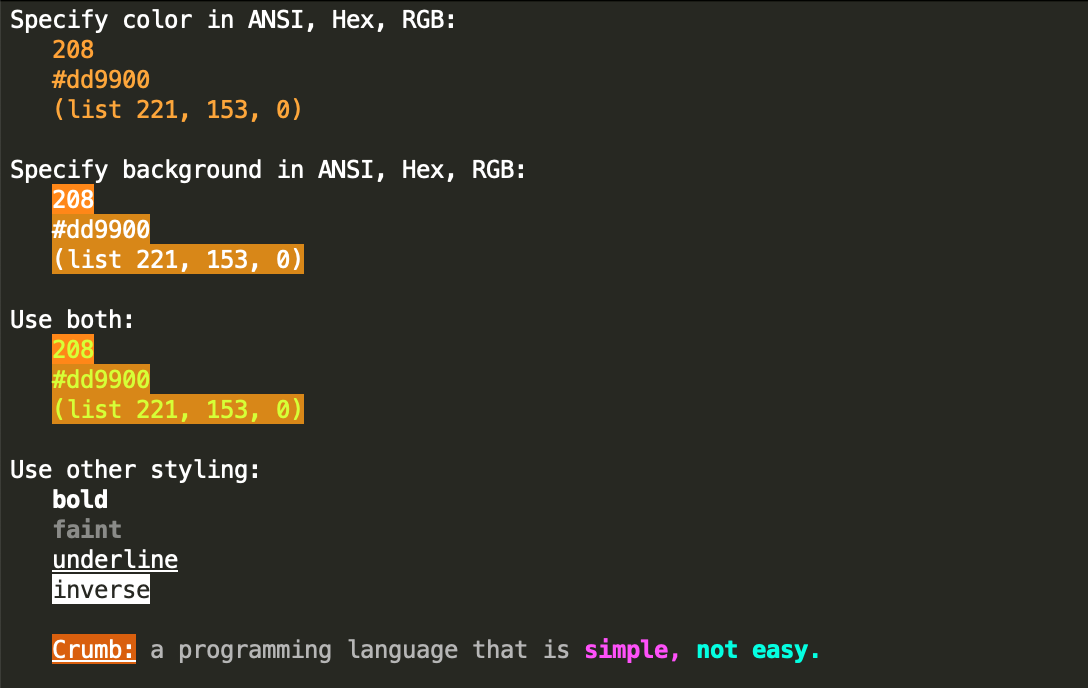 Specify color in ANSI, Hex, RGB:
208
#dd9900
(list 221, 153, 0)
Specify background in ANSI, Hex, RGB:
208
#dd9900
(list 221, 153, 0)
Use both:
208
#dd9900
(list 221, 153, 0)
Use other styling:
bold
faint
underline
inverse
Crumb: a programming language that is simple, not easy.